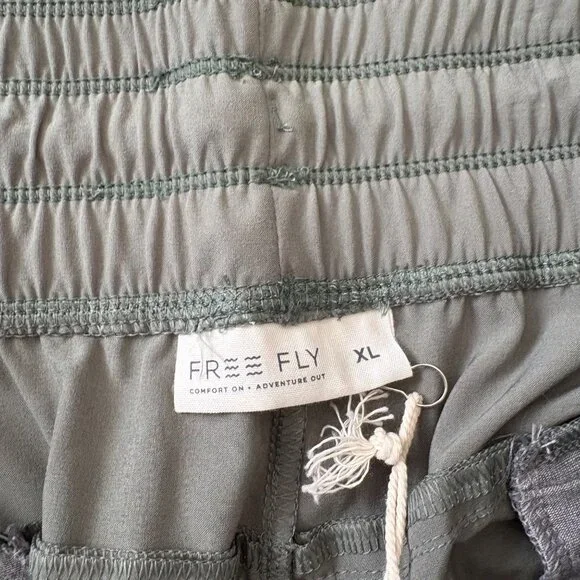 FREE FLY XL
COMFORT ON • ADVENTURE OUT